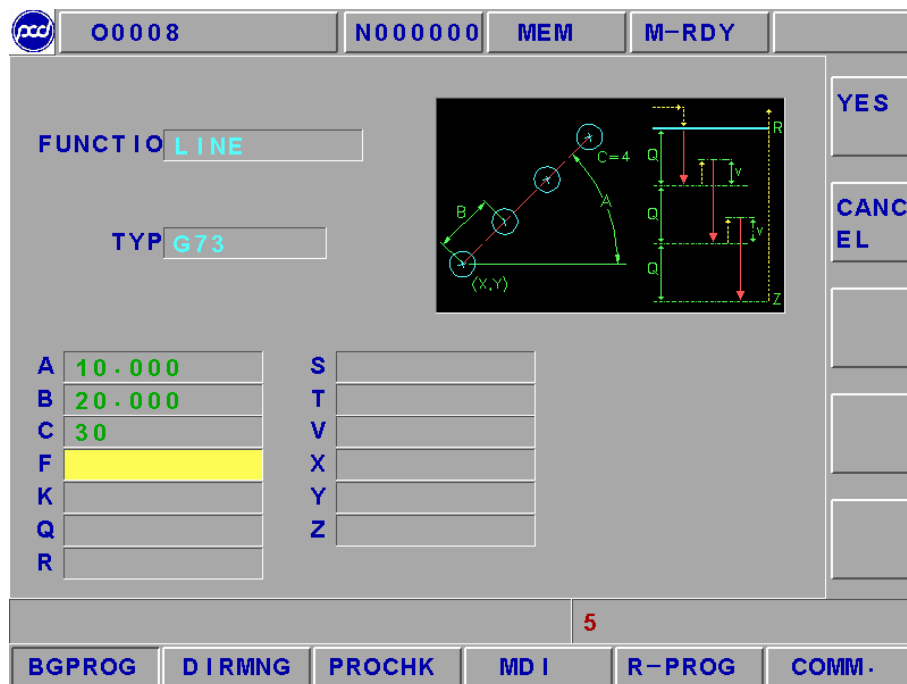 pcd O0008 N000000 MEM M-RDY
YES
FUNCTIO LINE
CANC
EL
TYP G73
C=4
B
A
(X,Y)
R
Q
v
Q
v
Q
Z
A 10.000
B 20.000
C 30
F
K
Q
R
S
T
V
X
Y
Z
5
BGPROG DIRMNG PROCHK MDI R-PROG COMM.